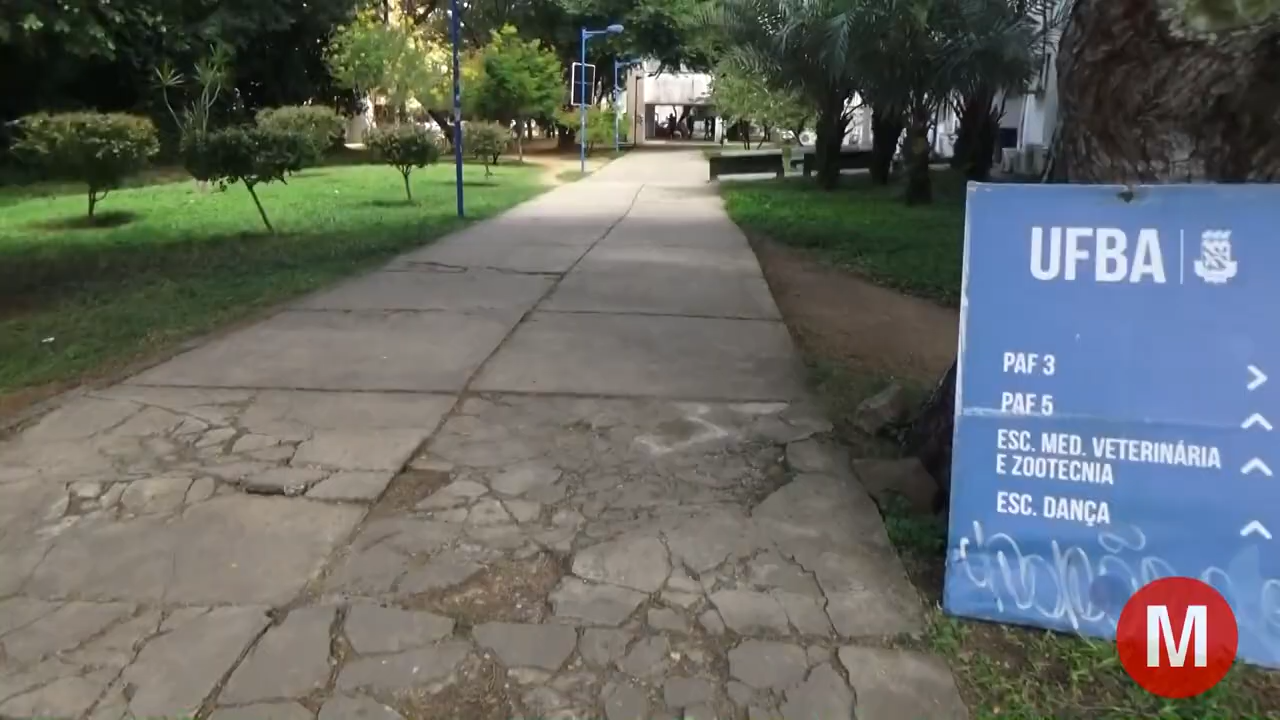 UFBA
PAF 3 >
PAF 5
ESC. MED. VETERINÁRIA
E ZOOTECNIA
ESC. DANÇA
M